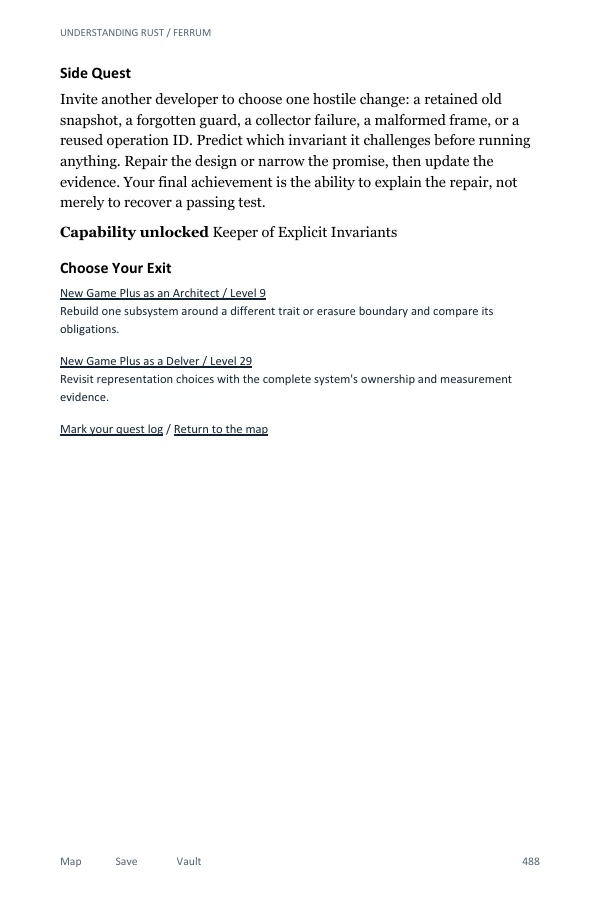 UNDERSTANDING RUST / FERRUM
Side Quest
Invite another developer to choose one hostile change: a retained old
snapshot, a forgotten guard, a collector failure, a malformed frame, or a
reused operation ID. Predict which invariant it challenges before running
anything. Repair the design or narrow the promise, then update the
evidence. Your final achievement is the ability to explain the repair, not
merely to recover a passing test.
Capability unlocked Keeper of Explicit Invariants
Choose Your Exit
New Game Plus as an Architect / Level 9
Rebuild one subsystem around a different trait or erasure boundary and compare its
obligations.
New Game Plus as a Delver / Level 29
Revisit representation choices with the complete system's ownership and measurement
evidence.
Mark your quest log / Return to the map
Map Save Vault 488